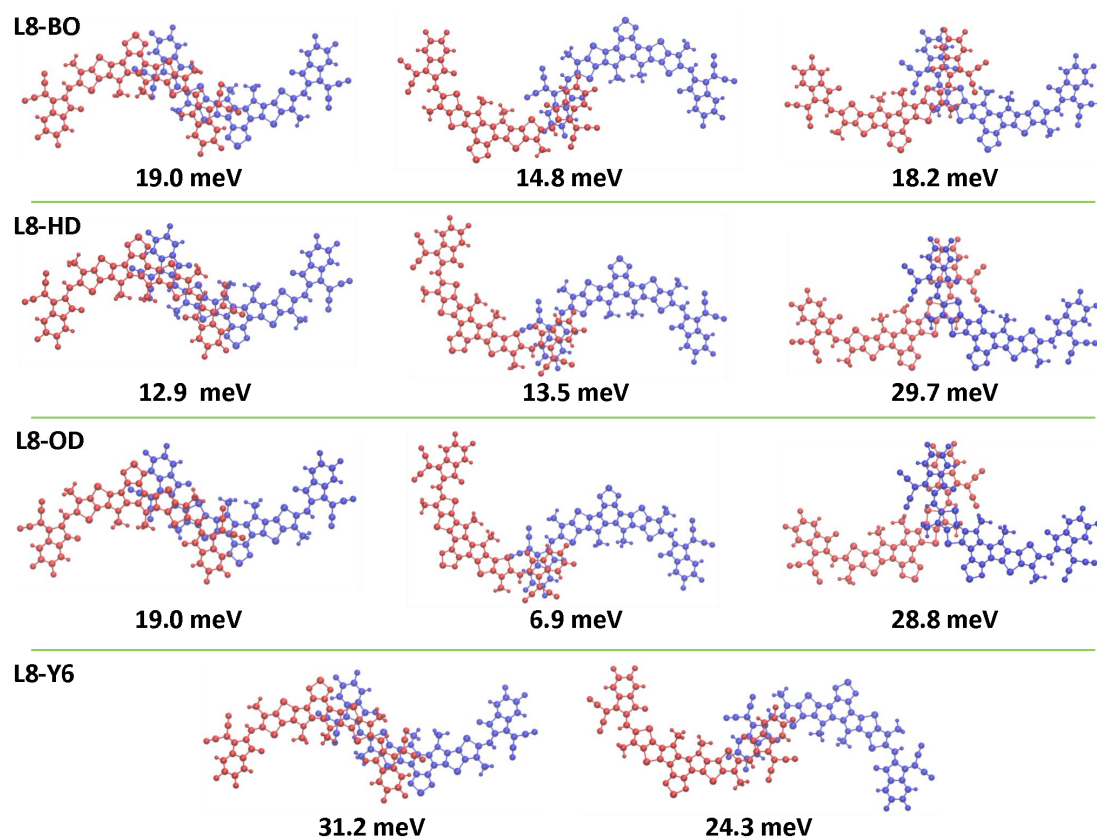 L8-BO
19.0 meV 14.8 meV 18.2 meV
L8-HD
12.9 meV 13.5 meV 29.7 meV
L8-OD
19.0 meV 6.9 meV 28.8 meV
L8-Y6
31.2 meV 24.3 meV